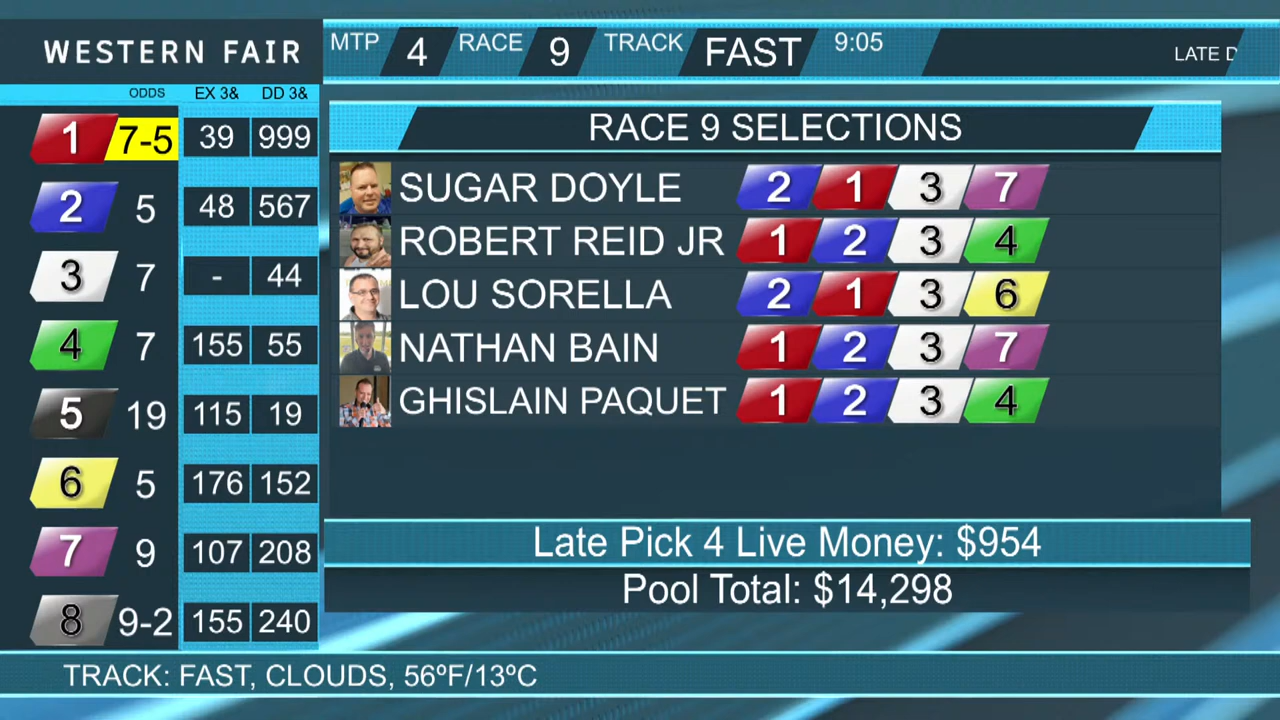 WESTERN FAIR
MTP 4 RACE 9 TRACK FAST 9:05 LATE D
ODDS EX 3& DD 3&
1 7-5 39 999
2 5 48 567
3 7 - 44
4 7 155 55
5 19 115 19
6 5 176 152
7 9 107 208
8 9-2 155 240
RACE 9 SELECTIONS
SUGAR DOYLE 2 1 3 7
ROBERT REID JR 1 2 3 4
LOU SORELLA 2 1 3 6
NATHAN BAIN 1 2 3 7
GHISLAIN PAQUET 1 2 3 4
Late Pick 4 Live Money: $954
Pool Total: $14,298
TRACK: FAST, CLOUDS, 56ºF/13ºC